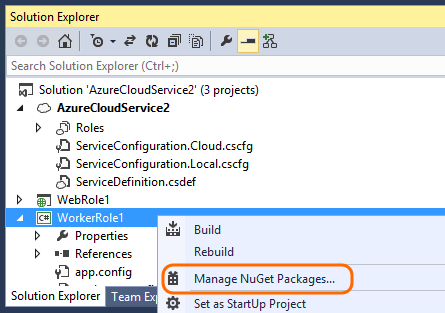 Solution Explorer
Search Solution Explorer (Ctrl+;)
Solution 'AzureCloudService2' (3 projects)
AzureCloudService2
Roles
ServiceConfiguration.Cloud.cscfg
ServiceConfiguration.Local.cscfg
ServiceDefinition.csdef
WebRole1
C# WorkerRole1
Properties
References
app.config
Build
Rebuild
Manage NuGet Packages...
Set as StartUp Project
Solution Explorer Team Exp